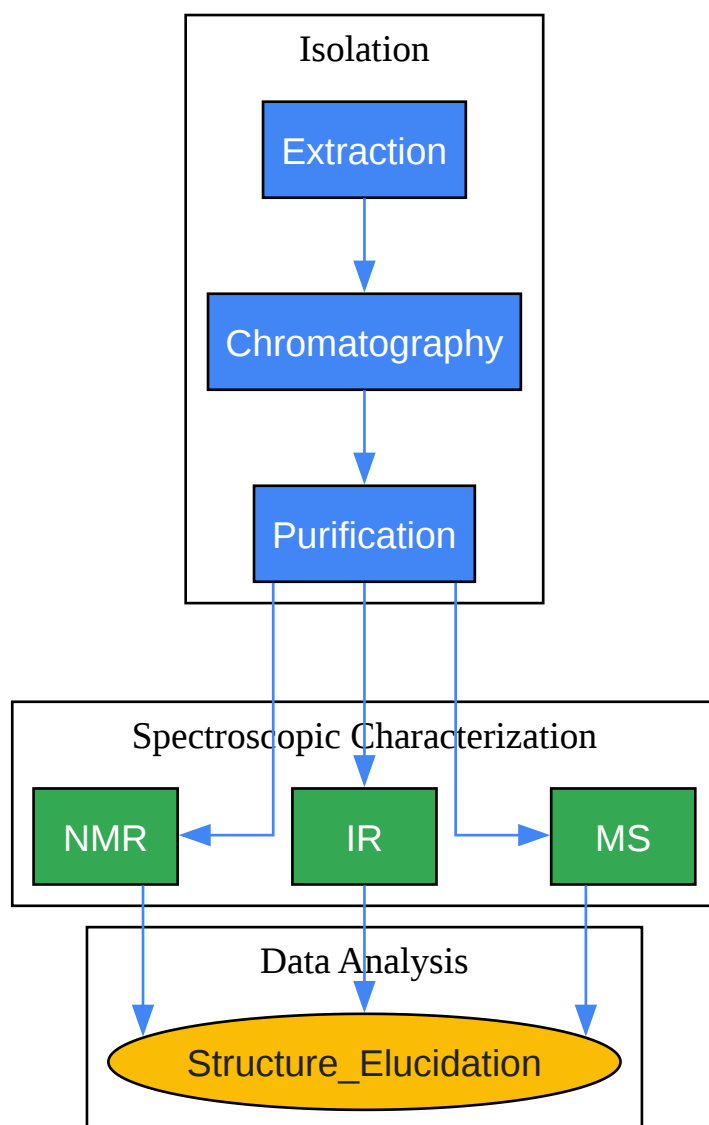 Isolation
Extraction
Chromatography
Purification
Spectroscopic Characterization
NMR
IR
MS
Data Analysis
Structure_Elucidation